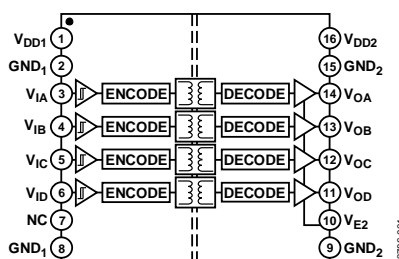 VDD1 1 16 VDD2
GND1 2 15 GND2
VIA 3 ENCODE DECODE 14 VOA
VIB 4 ENCODE DECODE 13 VOB
VIC 5 ENCODE DECODE 12 VOC
VID 6 ENCODE DECODE 11 VOD
NC 7 10 VE2
GND1 8 9 GND2